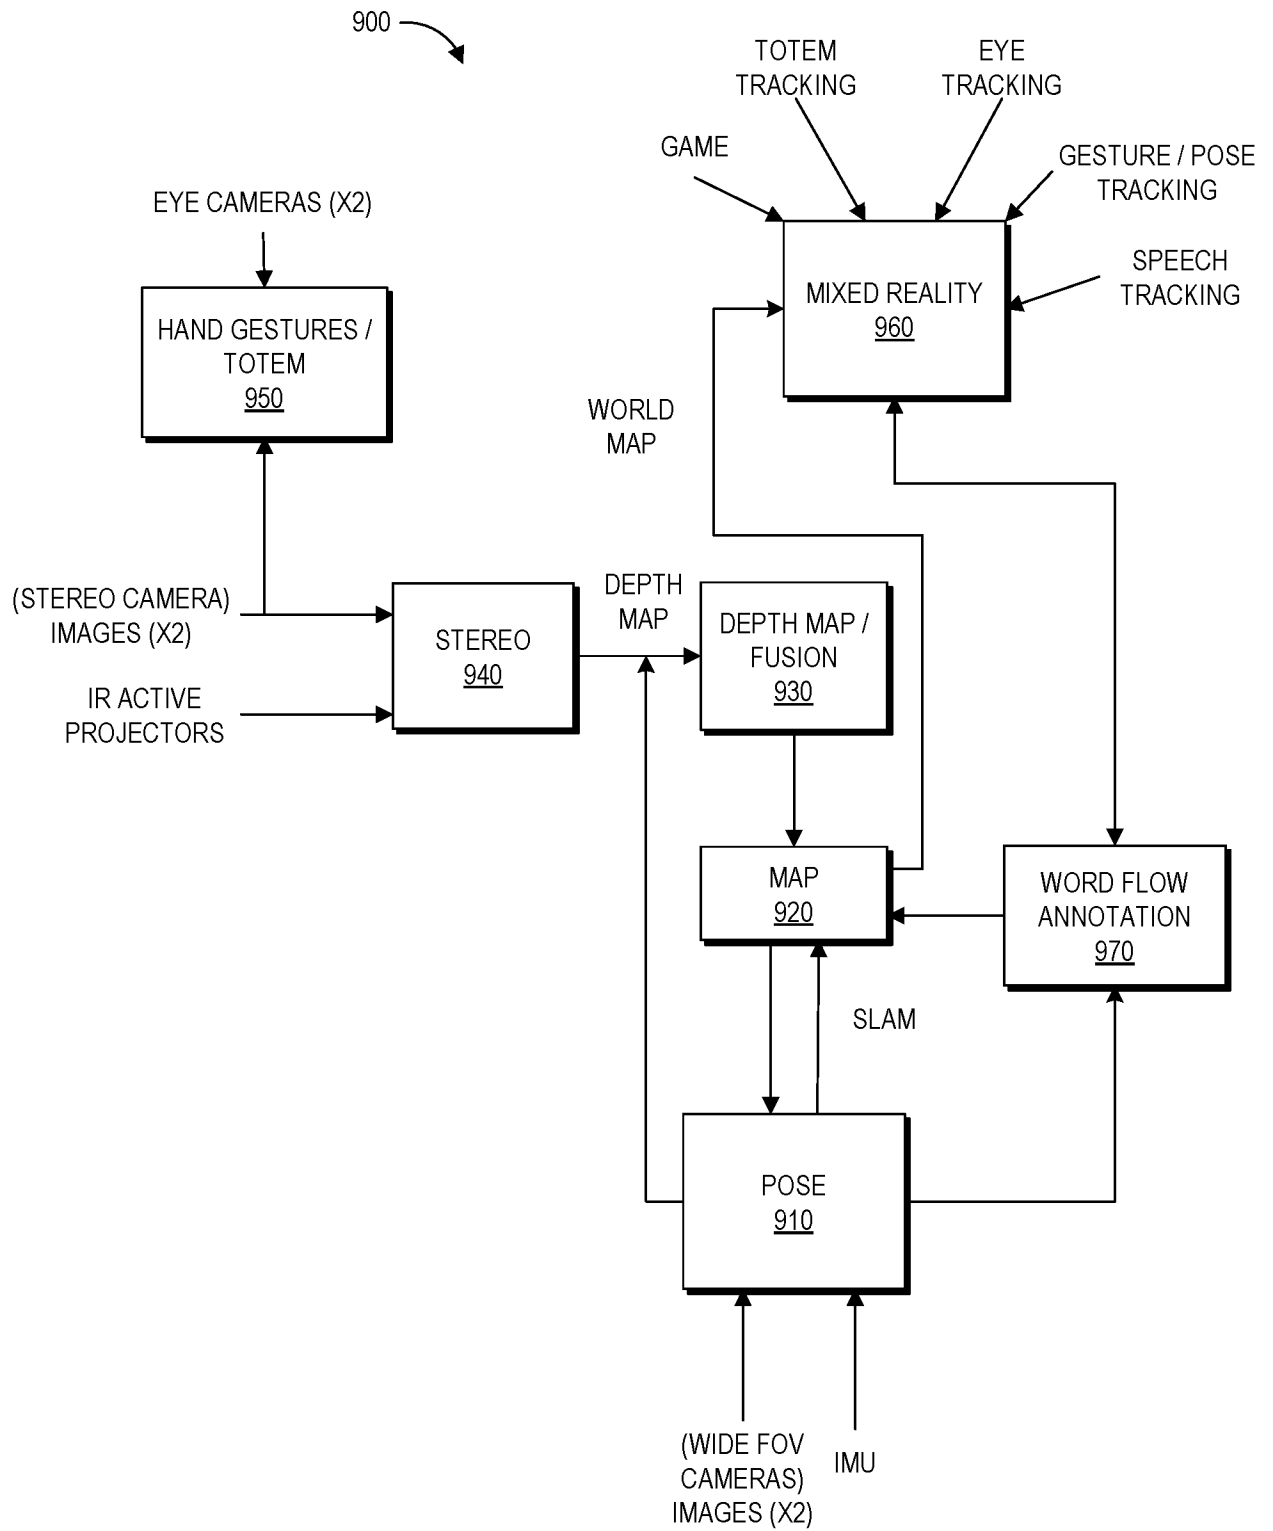 900
TOTEM
TRACKING
EYE
TRACKING
GAME
GESTURE / POSE
TRACKING
EYE CAMERAS (X2)
SPEECH
TRACKING
MIXED REALITY
960
HAND GESTURES /
TOTEM
950
WORLD
MAP
(STEREO CAMERA)
IMAGES (X2)
DEPTH
MAP
STEREO
940
DEPTH MAP /
FUSION
930
IR ACTIVE
PROJECTORS
MAP
920
WORD FLOW
ANNOTATION
970
SLAM
POSE
910
(WIDE FOV
CAMERAS)
IMAGES (X2)
IMU